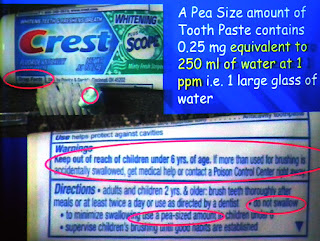 WHITENING
Crest
PLUS
SCOPE
Minty Fresh
A Pea Size amount of
Tooth Paste contains
0.25 mg equivalent to
250 ml of water at 1
ppm i.e. 1 large glass of
water
Use helps protect against cavities
Warnings
Keep out of reach of children under 6 yrs. of age. If more than used for brushing is
accidentally swallowed, get medical help or contact a Poison Control Center right
Directions • adults and children 2 yrs. & older: brush teeth thoroughly after
meals or at least twice a day or use as directed by a dentist • do not swallow
• to minimize swallowing use a pea-sized amount in children under 6
• supervise children's brushing until good habits are established